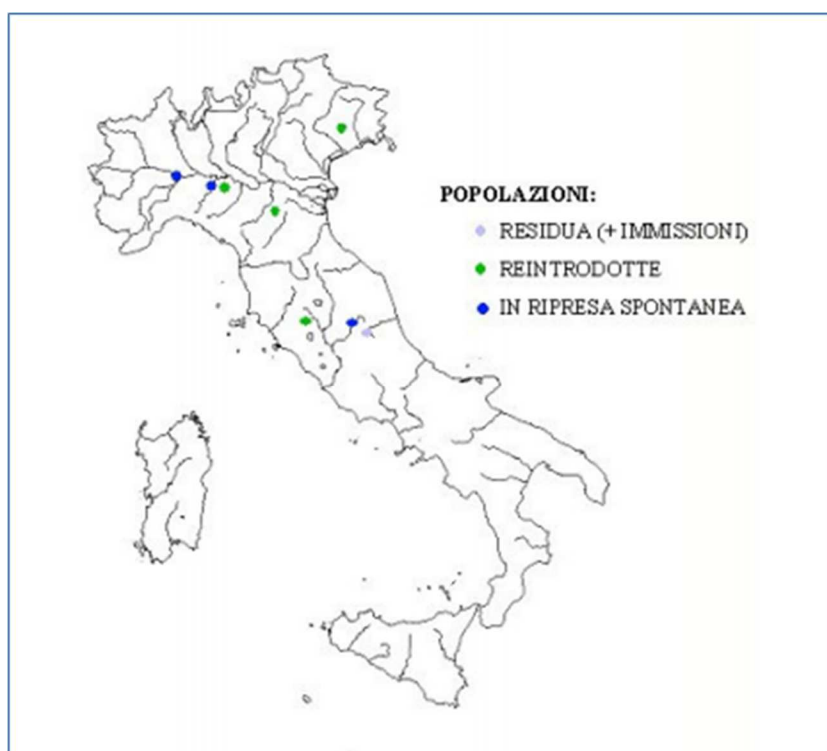 POPOLAZIONI:
RESIDUA (+ IMMISSIONI)
REINTRODOTTE
IN RIPRESA SPONTANEA